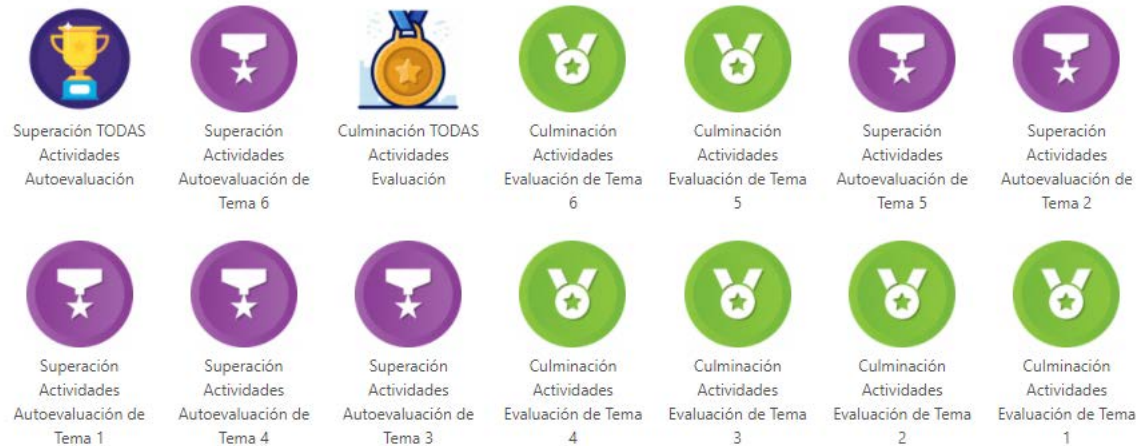 Superación TODAS
Actividades
Autoevaluación
Superación
Actividades
Autoevaluación de
Tema 6
Culminación TODAS
Actividades
Evaluación
Culminación
Actividades
Evaluación de Tema
6
Culminación
Actividades
Evaluación de Tema
5
Superación
Actividades
Autoevaluación de
Tema 5
Superación
Actividades
Autoevaluación de
Tema 2
Superación
Actividades
Autoevaluación de
Tema 1
Superación
Actividades
Autoevaluación de
Tema 4
Superación
Actividades
Autoevaluación de
Tema 3
Culminación
Actividades
Evaluación de Tema
4
Culminación
Actividades
Evaluación de Tema
3
Culminación
Actividades
Evaluación de Tema
2
Culminación
Actividades
Evaluación de Tema
1